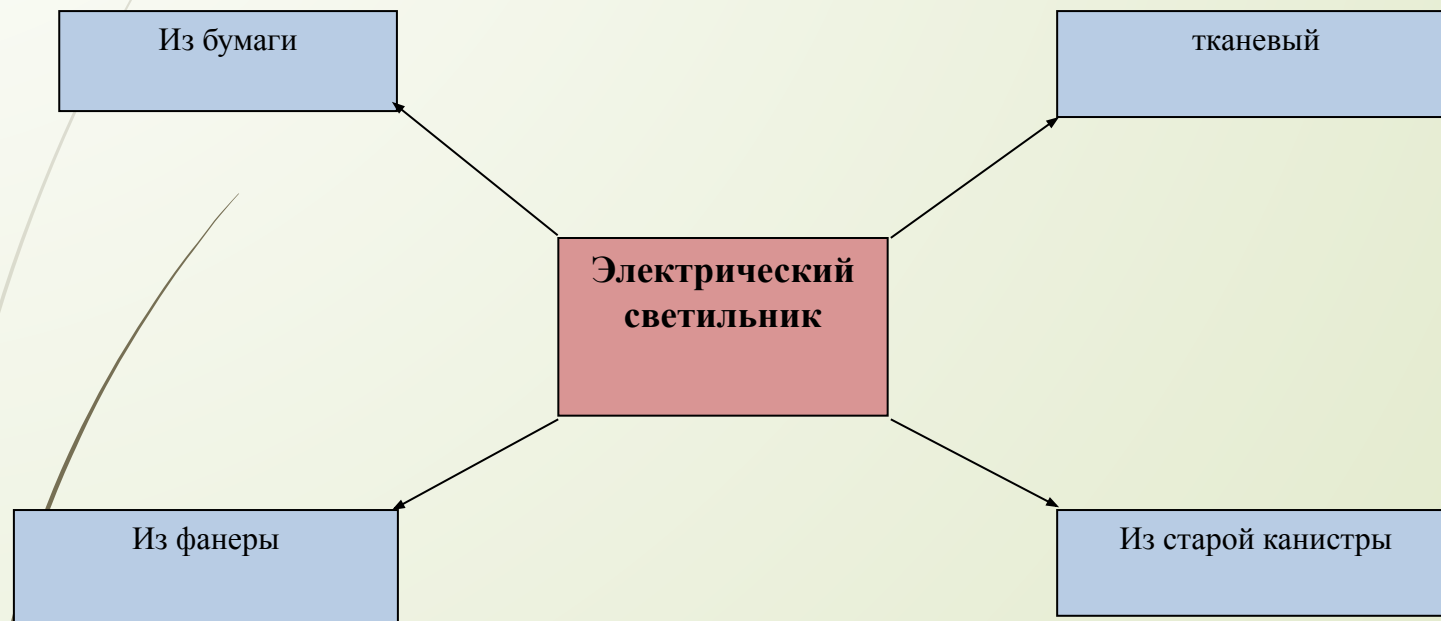 Из бумаги
тканевый
Электрический
светильник
Из фанеры
Из старой канистры